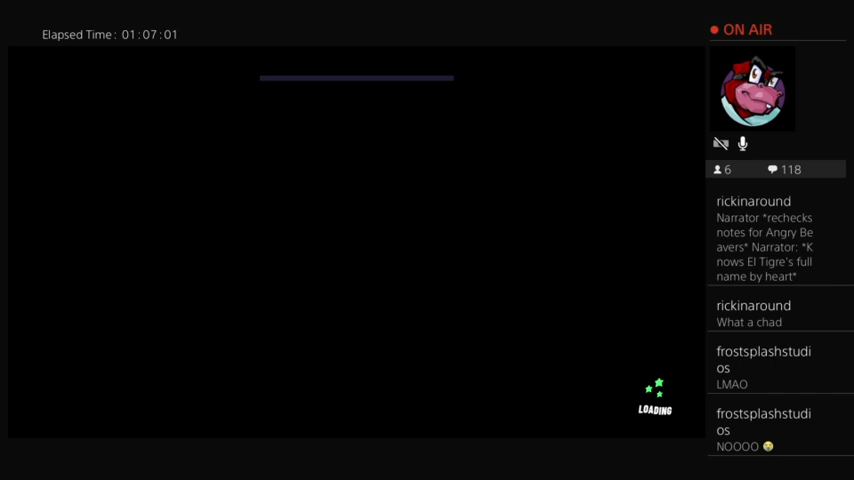 Elapsed Time: 01:07:01
ON AIR
6
118
rickinaround
Narrator *rechecks
notes for Angry Be
avers* Narrator: *K
nows El Tigre's full
name by heart*
rickinaround
What a chad
frostsplashstudi
os
LMAO
frostsplashstudi
os
NOOOO 😭
LOADING